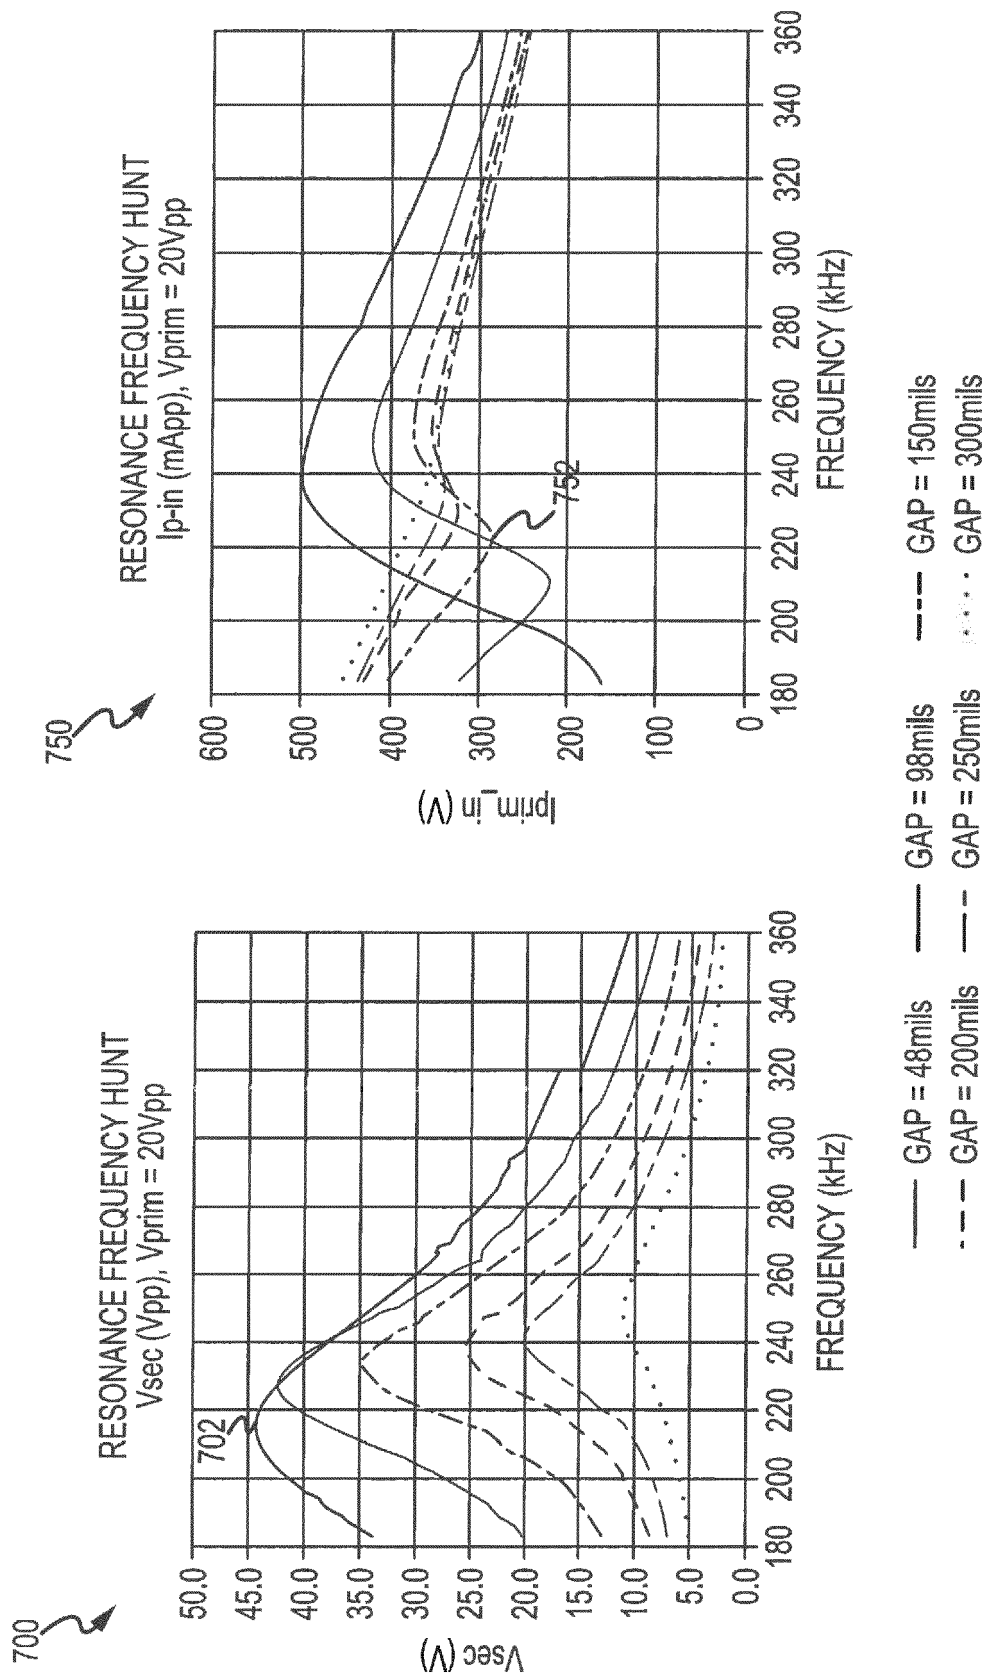 700
RESONANCE FREQUENCY HUNT
Vsec (Vpp), Vprim = 20Vpp
702
Vsec (V)
50.0
45.0
40.0
35.0
30.0
25.0
20.0
15.0
10.0
5.0
0.0
180 200 220 240 260 280 300 320 340 360
FREQUENCY (kHz)
750
RESONANCE FREQUENCY HUNT
Ip-in (mApp), Vprim = 20Vpp
752
Iprim_in (V)
600
500
400
300
200
100
0
180 200 220 240 260 280 300 320 340 360
FREQUENCY (kHz)
GAP = 48mils GAP = 98mils GAP = 150mils
GAP = 200mils GAP = 250mils GAP = 300mils